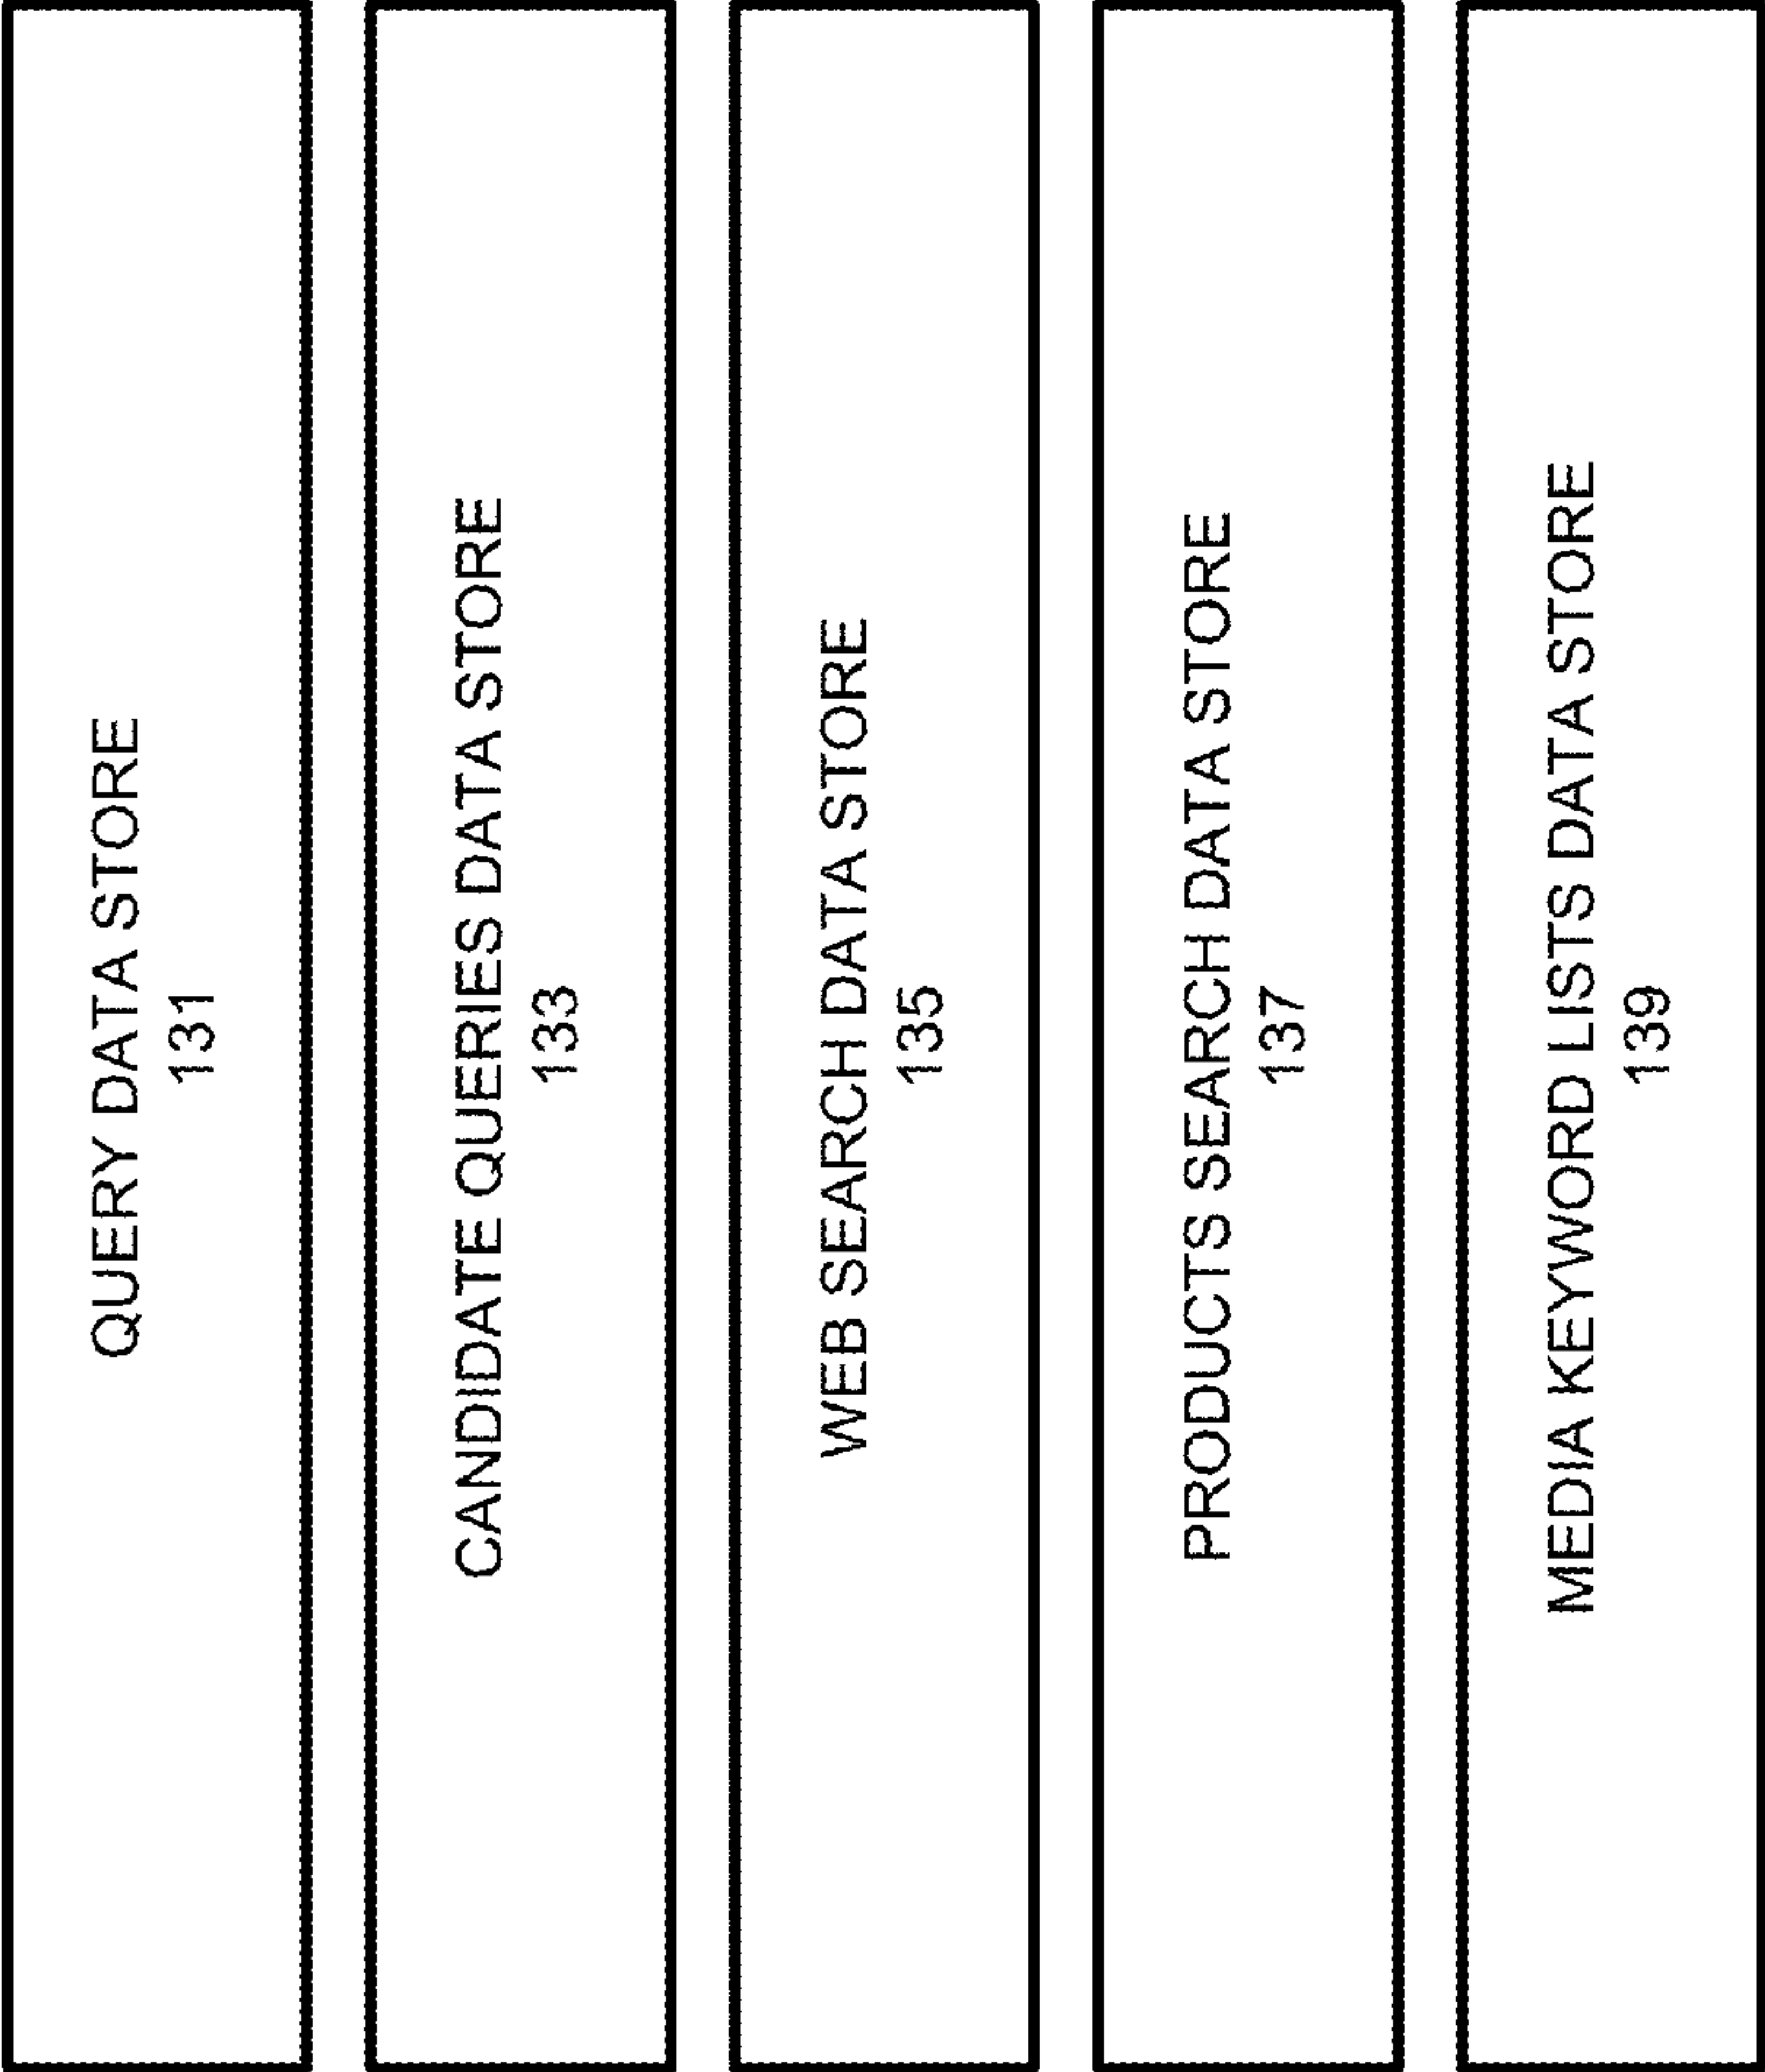 QUERY DATA STORE
131
CANDIDATE QUERIES DATA STORE
133
WEB SEARCH DATA STORE
135
PRODUCTS SEARCH DATA STORE
137
MEDIA KEYWORD LISTS DATA STORE
139